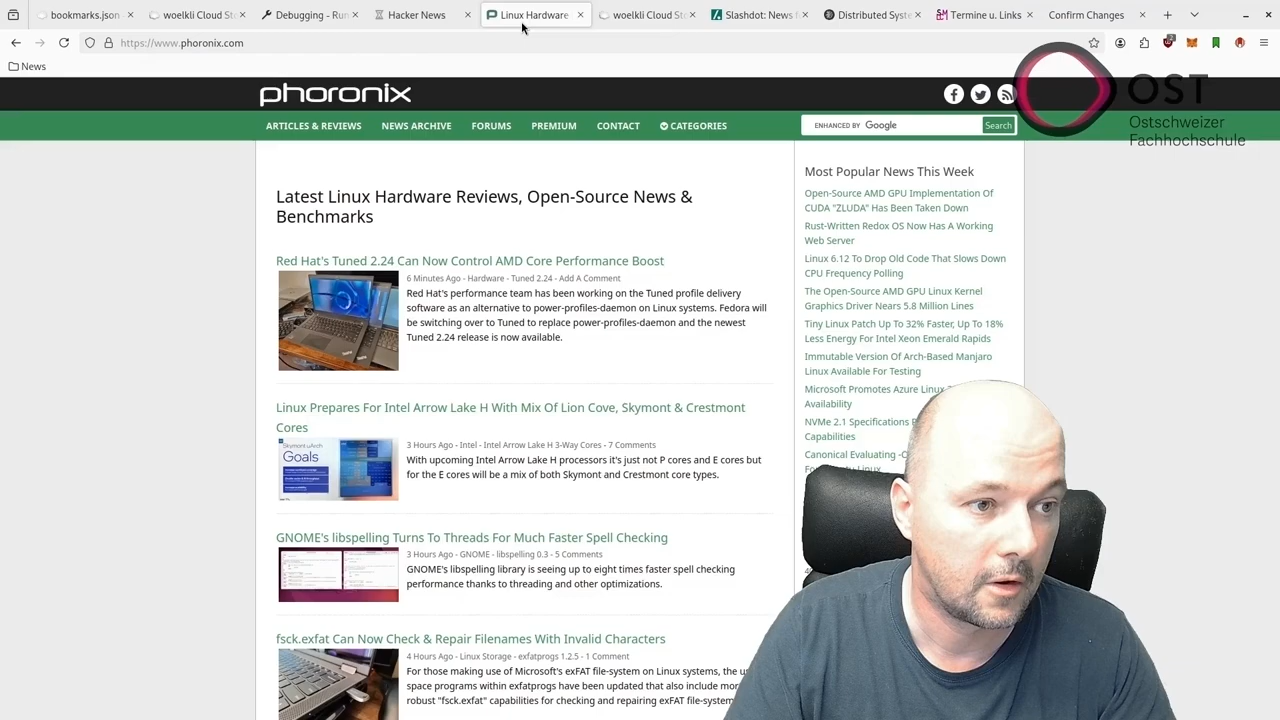 bookmarks.json
woelkli Cloud Sto
Debugging - Run
Hacker News
Linux Hardware
woelkli Cloud Sto
Slashdot: News f
Distributed Syste
Termine u. Links
Confirm Changes
https://www.phoronix.com
News
phoronix
OST
Ostschweizer
Fachhochschule
ARTICLES & REVIEWS
NEWS ARCHIVE
FORUMS
PREMIUM
CONTACT
CATEGORIES
ENHANCED BY Google
Search
Latest Linux Hardware Reviews, Open-Source News &
Benchmarks
Red Hat's Tuned 2.24 Can Now Control AMD Core Performance Boost
6 Minutes Ago - Hardware - Tuned 2.24 - Add A Comment
Red Hat's performance team has been working on the Tuned profile delivery
software as an alternative to power-profiles-daemon on Linux systems. Fedora will
be switching over to Tuned to replace power-profiles-daemon and the newest
Tuned 2.24 release is now available.
Linux Prepares For Intel Arrow Lake H With Mix Of Lion Cove, Skymont & Crestmont
Cores
3 Hours Ago - Intel - Intel Arrow Lake H 3-Way Cores - 7 Comments
Skymont uArch
Goals
With upcoming Intel Arrow Lake H processors it's just not P cores and E cores but
for the E cores will be a mix of both Skymont and Crestmont core types.
GNOME's libspelling Turns To Threads For Much Faster Spell Checking
3 Hours Ago - GNOME - libspelling 0.3 - 5 Comments
GNOME's libspelling library is seeing up to eight times faster spell checking
performance thanks to threading and other optimizations.
fsck.exfat Can Now Check & Repair Filenames With Invalid Characters
4 Hours Ago - Linux Storage - exfatprogs 1.2.5 - 1 Comment
For those making use of Microsoft's exFAT file-system on Linux systems, the us
space programs within exfatprogs have been updated that also include mor
robust "fsck.exfat" capabilities for checking and repairing exFAT file-system
Most Popular News This Week
Open-Source AMD GPU Implementation Of
CUDA "ZLUDA" Has Been Taken Down
Rust-Written Redox OS Now Has A Working
Web Server
Linux 6.12 To Drop Old Code That Slows Down
CPU Frequency Polling
The Open-Source AMD GPU Linux Kernel
Graphics Driver Nears 5.8 Million Lines
Tiny Linux Patch Up To 32% Faster, Up To 18%
Less Energy For Intel Xeon Emerald Rapids
Immutable Version Of Arch-Based Manjaro
Linux Available For Testing
Microsoft Promotes Azure Linux
Availability
NVMe 2.1 Specifications
Capabilities
Canonical Evaluating
Linux